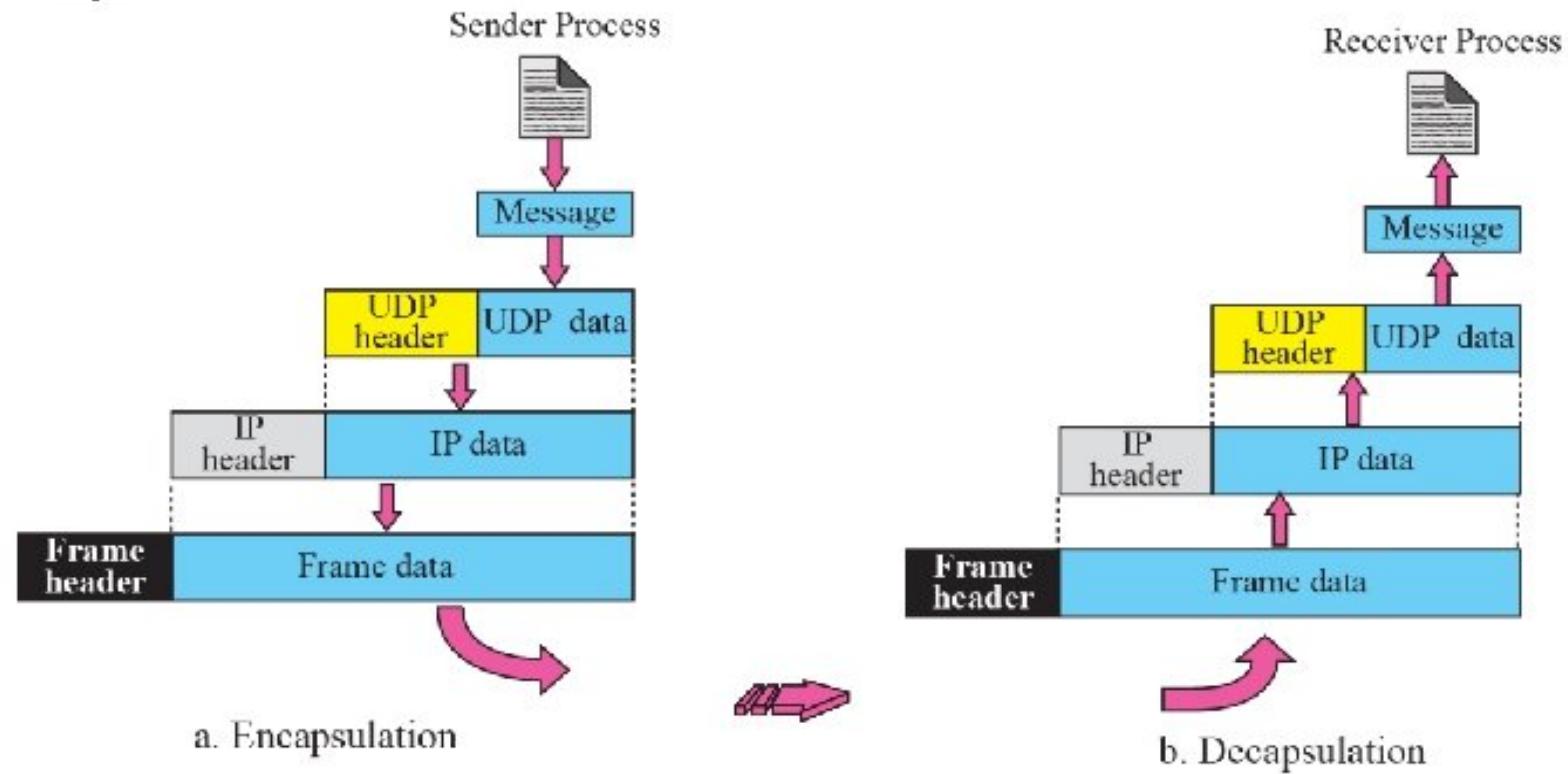 Sender Process
Message
UDP
header
UDP data
IP
header
IP data
Frame
header
Frame data
a. Encapsulation
Receiver Process
Message
UDP
header
UDP data
IP
header
IP data
Frame
header
Frame data
b. Decapsulation